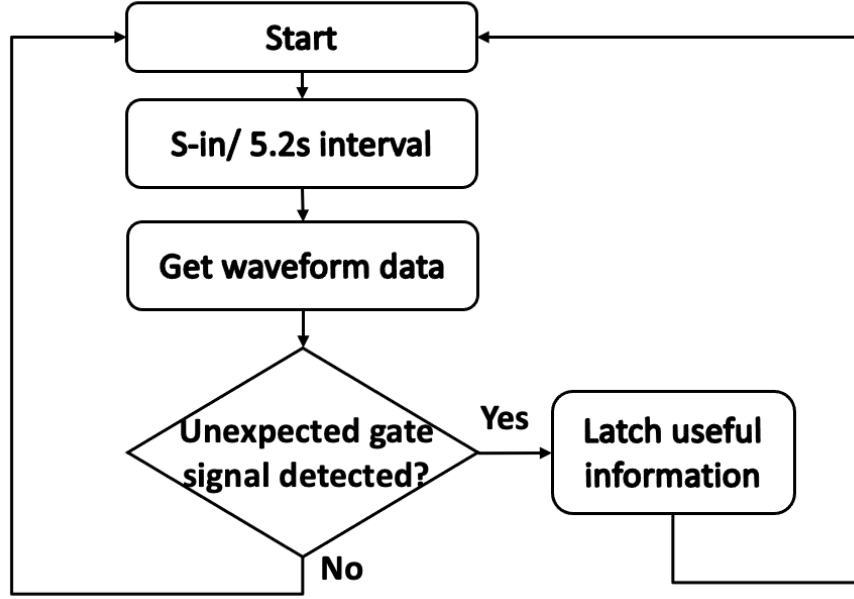 Start
S-in/ 5.2s interval
Get waveform data
Unexpected gate
signal detected?
Yes
Latch useful
information
No